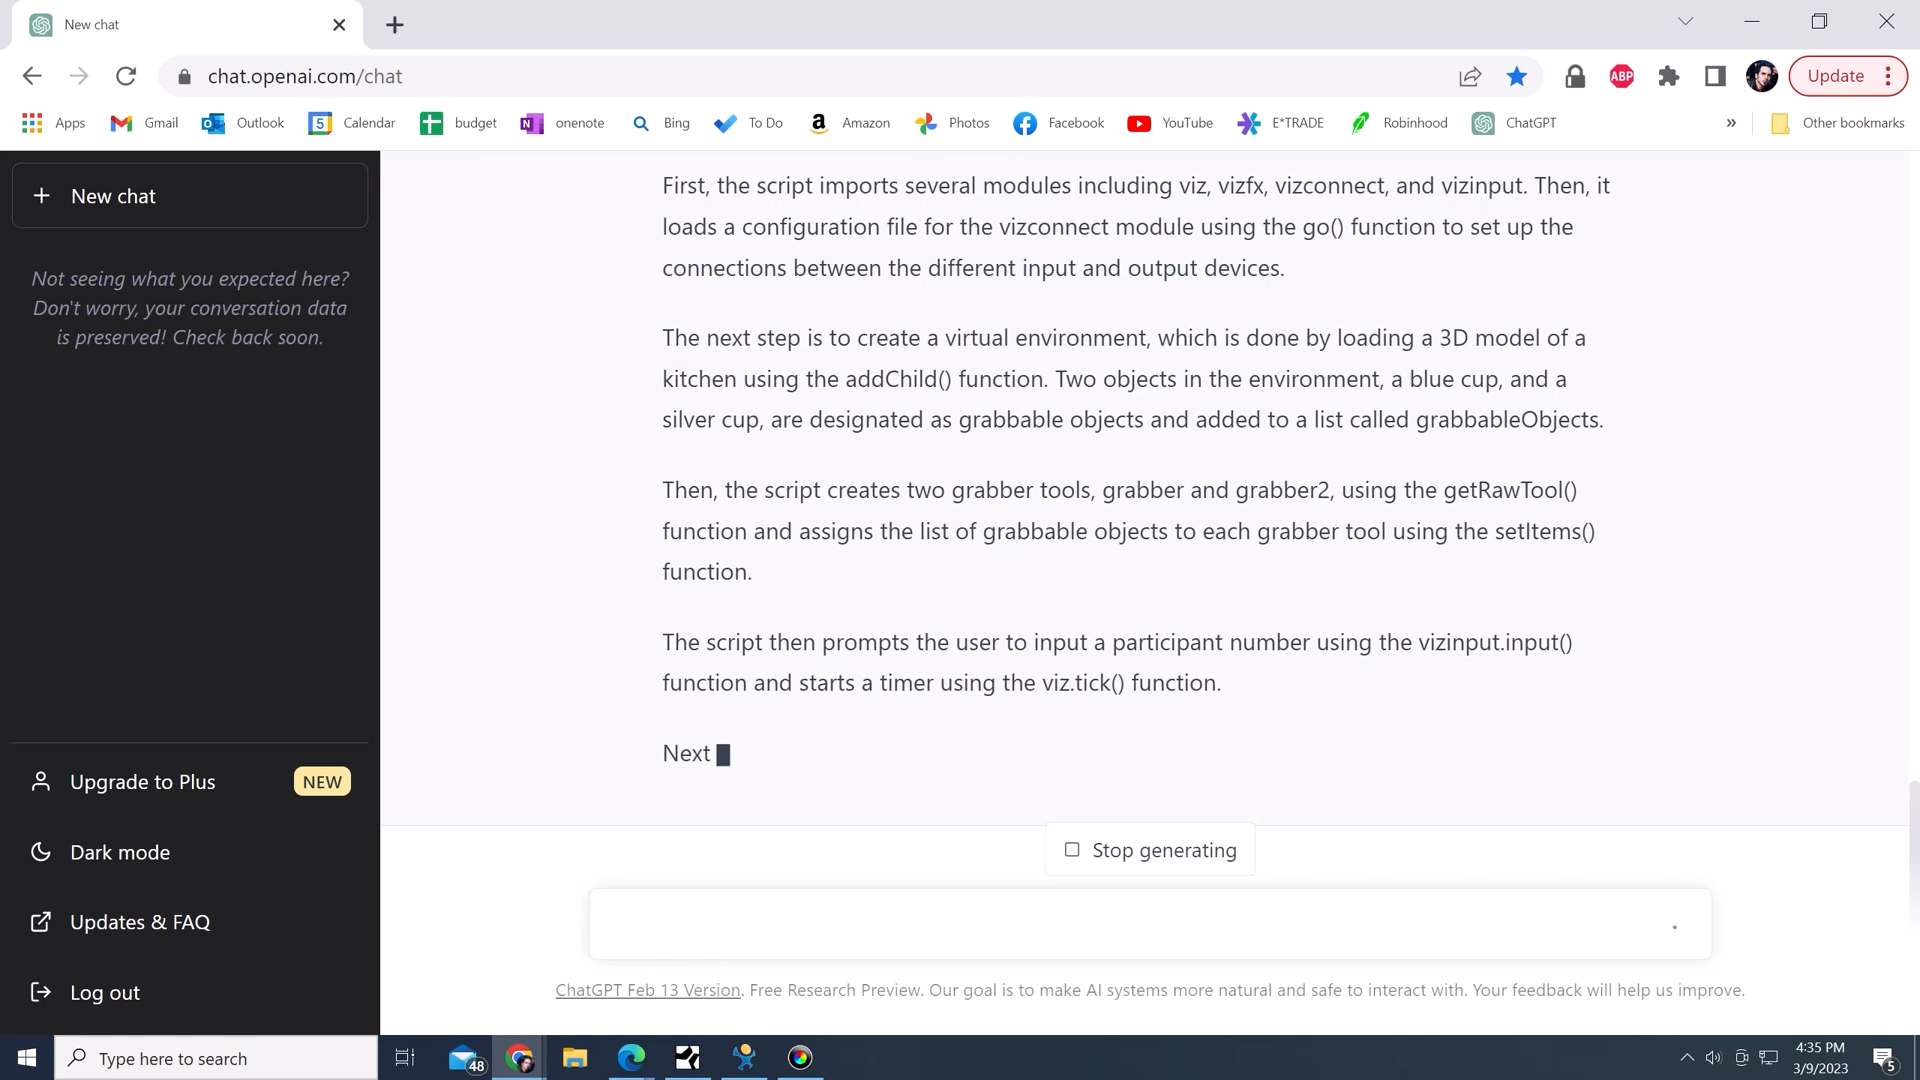 New chat
chat.openai.com/chat
ABP
Update
Apps
Gmail
Outlook
5
Calendar
budget
N
onenote
Bing
To Do
a
Amazon
Photos
Facebook
YouTube
E*TRADE
Robinhood
ChatGPT
»
Other bookmarks
+ New chat
Not seeing what you expected here?
Don't worry, your conversation data
is preserved! Check back soon.
Upgrade to Plus
NEW
Dark mode
Updates & FAQ
Log out
First, the script imports several modules including viz, vizfx, vizconnect, and vizinput. Then, it
loads a configuration file for the vizconnect module using the go() function to set up the
connections between the different input and output devices.
The next step is to create a virtual environment, which is done by loading a 3D model of a
kitchen using the addChild() function. Two objects in the environment, a blue cup, and a
silver cup, are designated as grabbable objects and added to a list called grabbableObjects.
Then, the script creates two grabber tools, grabber and grabber2, using the getRawTool()
function and assigns the list of grabbable objects to each grabber tool using the setItems()
function.
The script then prompts the user to input a participant number using the vizinput.input()
function and starts a timer using the viz.tick() function.
Next
Stop generating
ChatGPT Feb 13 Version. Free Research Preview. Our goal is to make AI systems more natural and safe to interact with. Your feedback will help us improve.
Type here to search
48
4:35 PM
3/9/2023
5